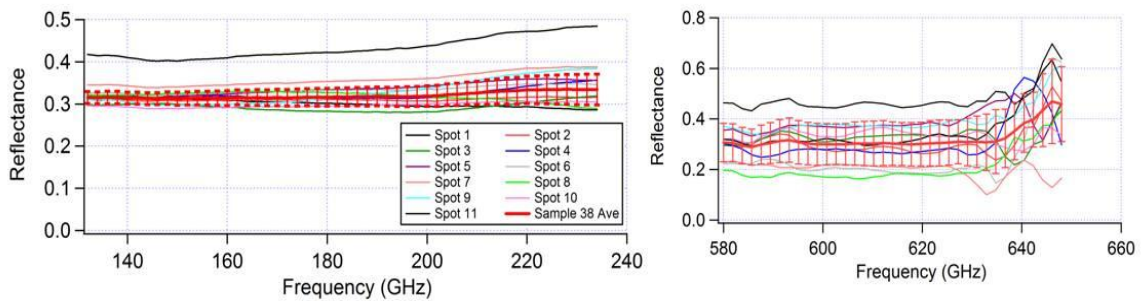 0.5
0.4
0.3
0.2
0.1
0.0
Reflectance
140 160 180 200 220 240
Frequency (GHz)
Spot 1 Spot 2
Spot 3 Spot 4
Spot 5 Spot 6
Spot 7 Spot 8
Spot 9 Spot 10
Spot 11 Sample 38 Ave
0.8
0.6
0.4
0.2
0.0
Reflectance
580 600 620 640 660
Frequency (GHz)